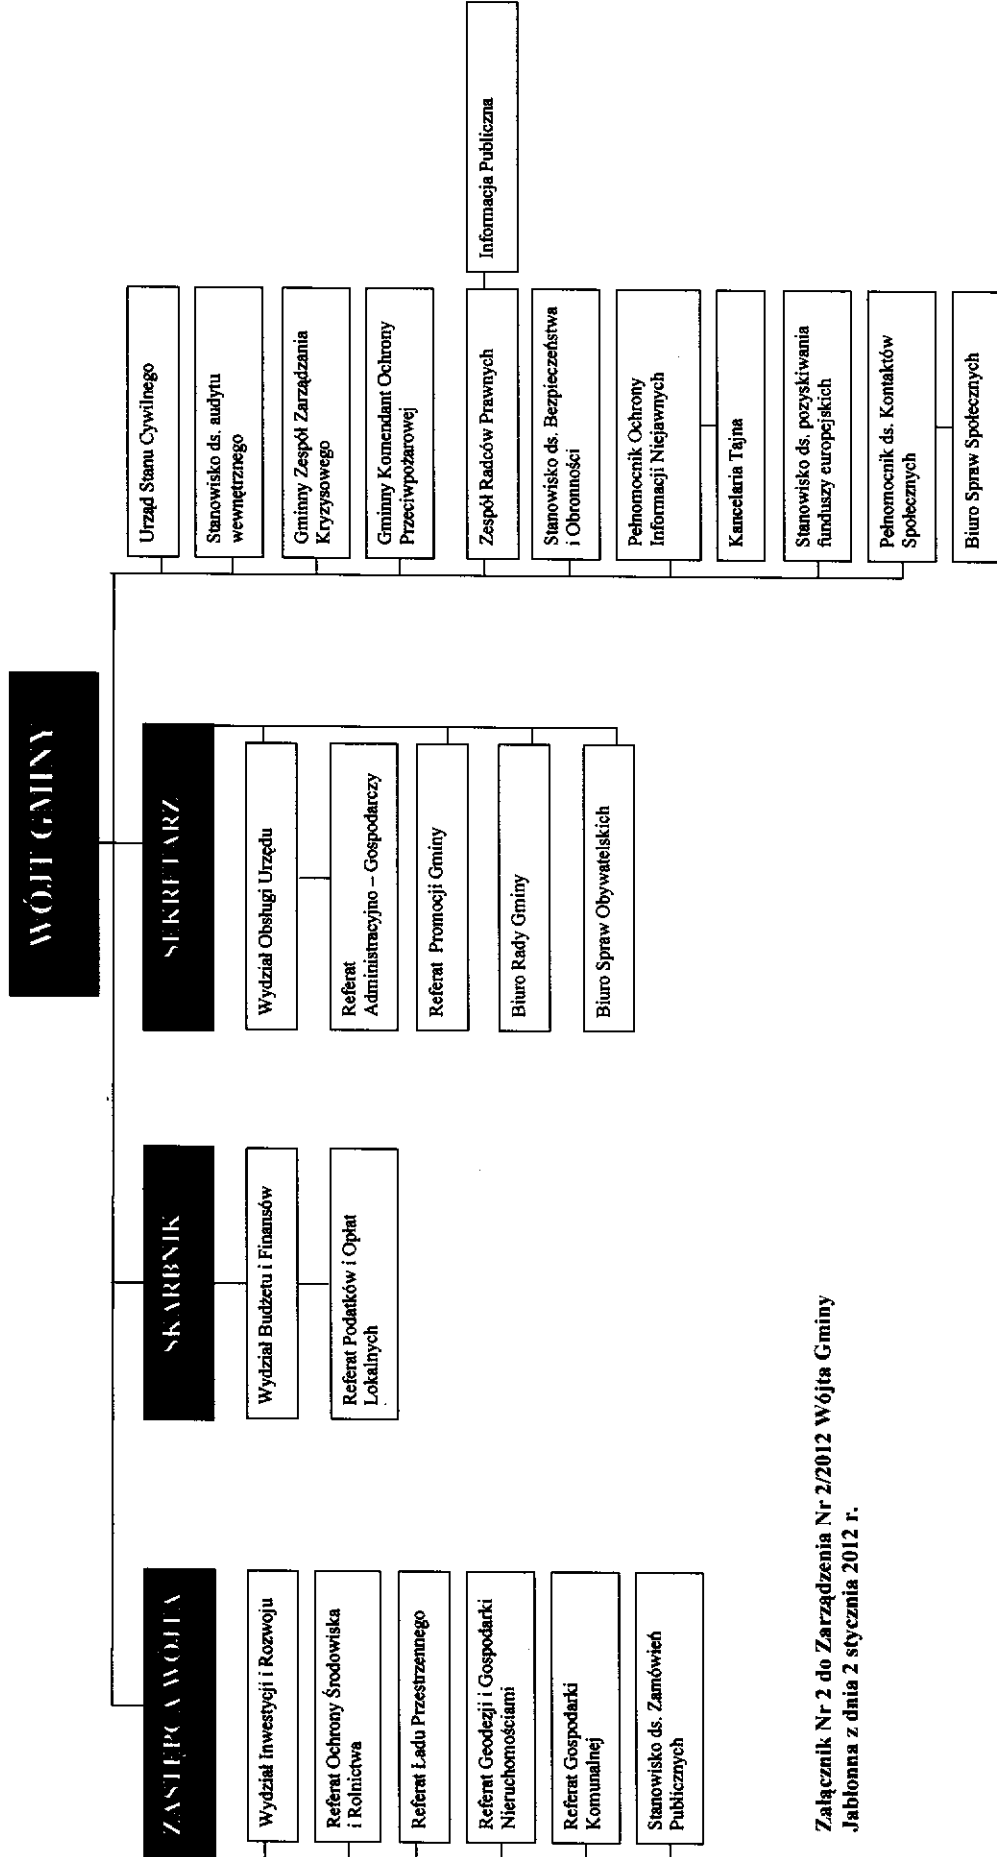 WÓJT GMINY
ZASTĘPCA WÓJTA
SKARBNIK
SEKRETARZ
Wydział Inwestycji i Rozwoju
Referat Ochrony Środowiska
i Rolnictwa
Referat Ładu Przestrzennego
Referat Geodezji i Gospodarki
Nieruchomościami
Referat Gospodarki
Komunalnej
Stanowisko ds. Zamówień
Publicznych
Wydział Budżetu i Finansów
Referat Podatków i Opłat
Lokalnych
Wydział Obsługi Urzędu
Referat
Administracyjno – Gospodarczy
Referat Promocji Gminy
Biuro Rady Gminy
Biuro Spraw Obywatelskich
Urząd Stanu Cywilnego
Stanowisko ds. audytu
wewnętrznego
Gminny Zespół Zarządzania
Kryzysowego
Gminny Komendant Ochrony
Przeciwpożarowej
Zespół Radców Prawnych
Informacja Publiczna
Stanowisko ds. Bezpieczeństwa
i Obronności
Pełnomocnik Ochrony
Informacji Niejawnych
Kancelaria Tajna
Stanowisko ds. pozyskiwania
funduszy europejskich
Pełnomocnik ds. Kontaktów
Społecznych
Biuro Spraw Społecznych
Załącznik Nr 2 do Zarządzenia Nr 2/2012 Wójta Gminy
Jabłonna z dnia 2 stycznia 2012 r.